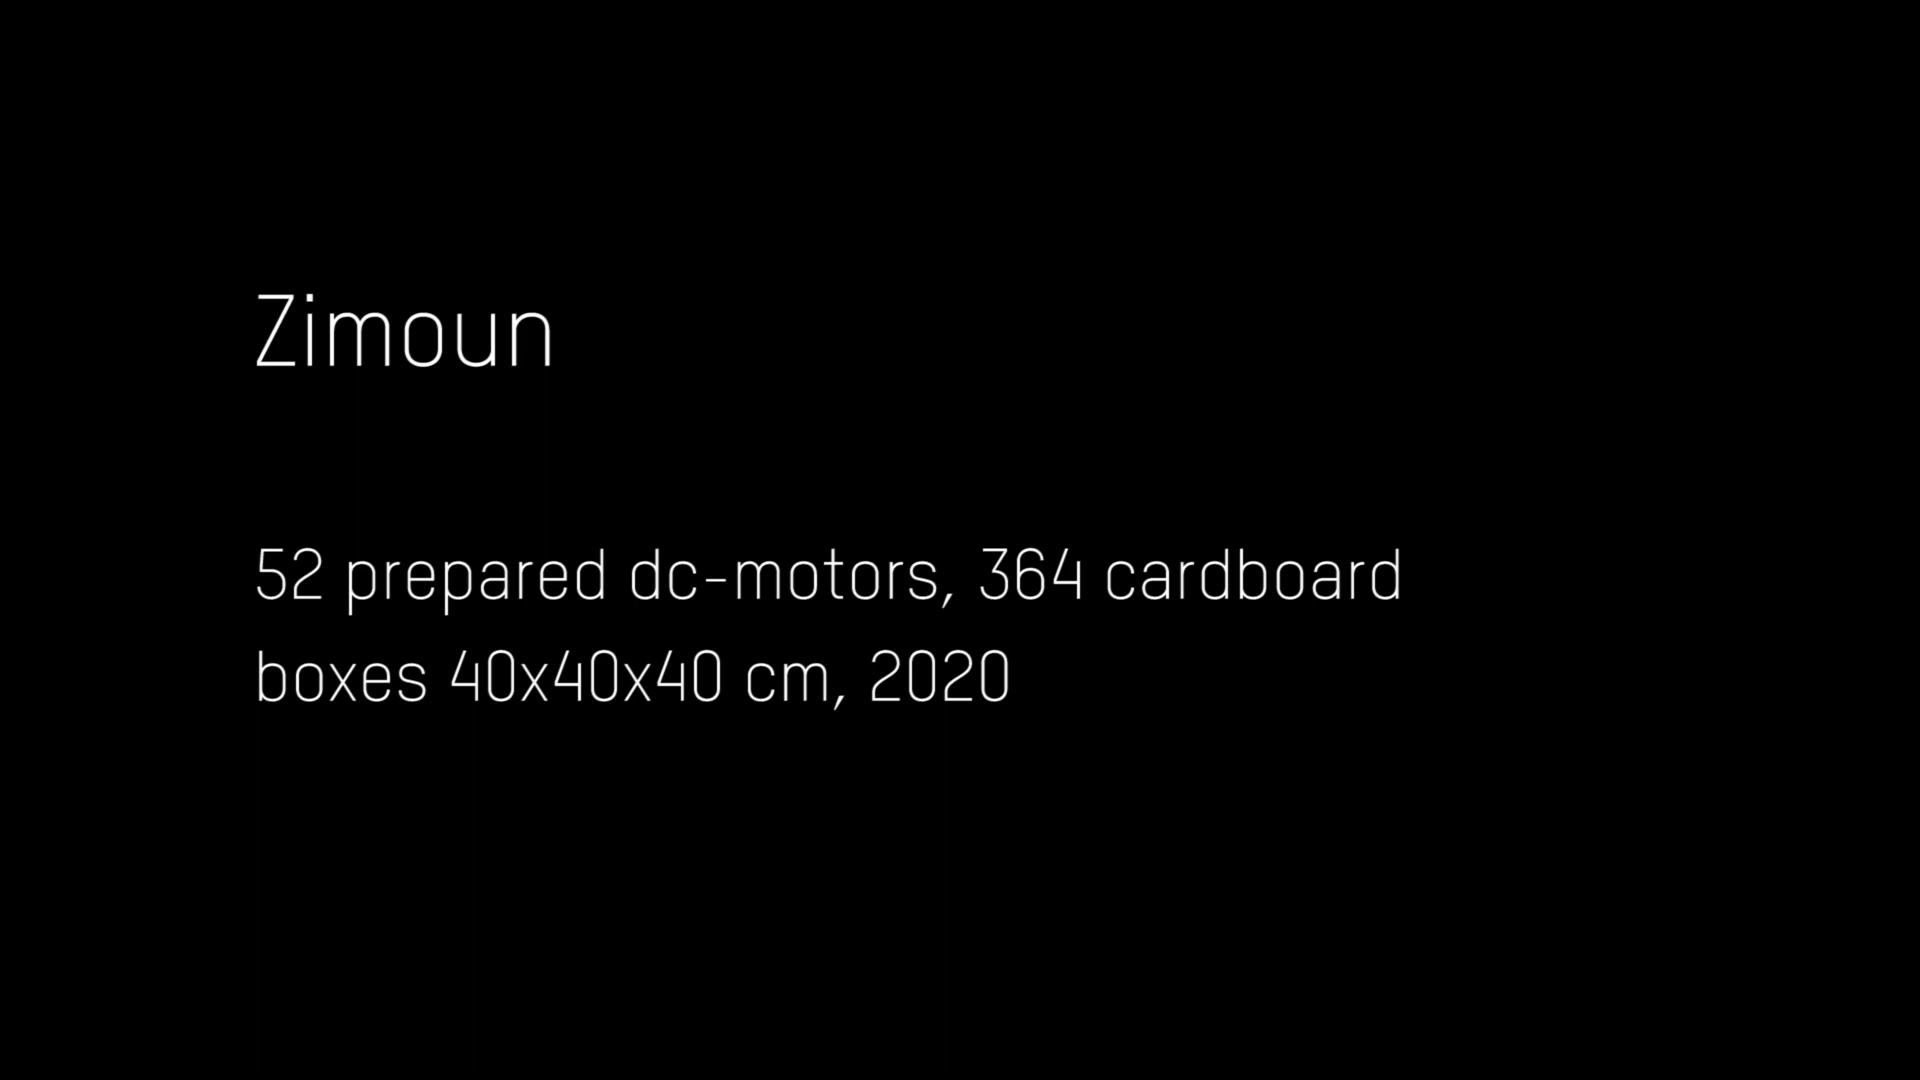 Zimoun
52 prepared dc-motors, 364 cardboard
boxes 40x40x40 cm, 2020